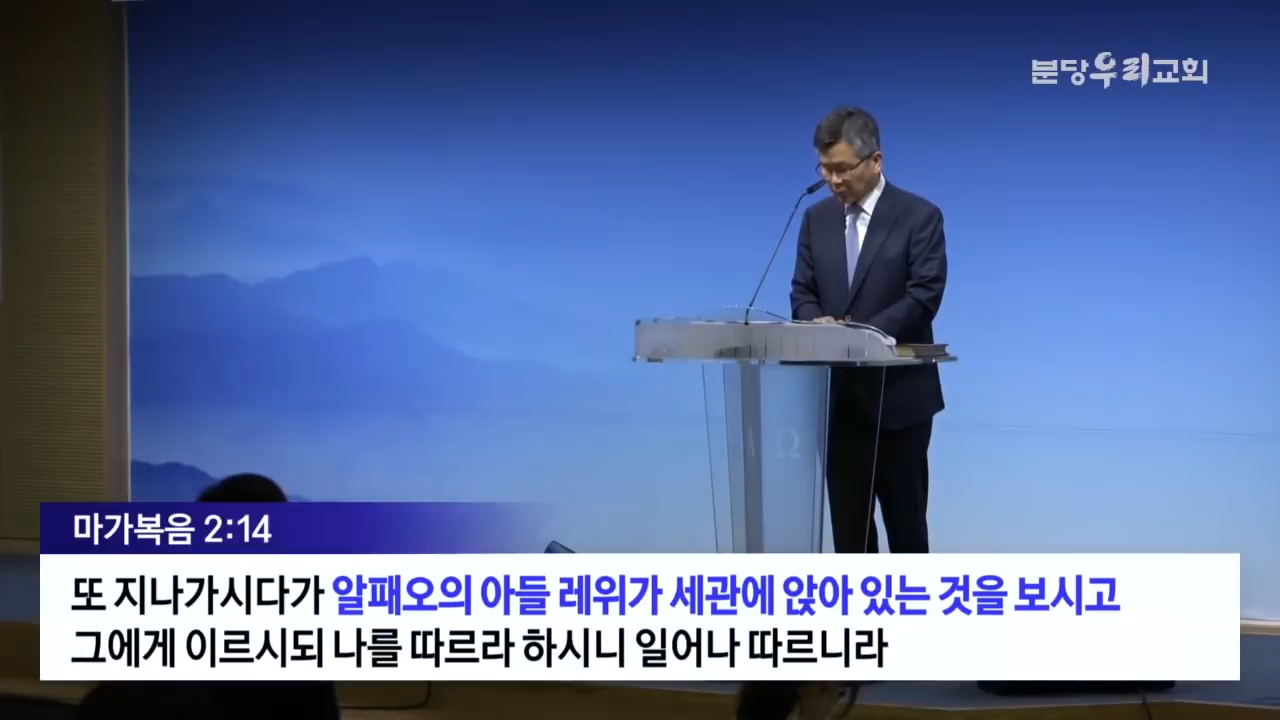 분당우리교회
Ω
마가복음 2:14
또 지나가시다가 알패오의 아들 레위가 세관에 앉아 있는 것을 보시고
그에게 이르시되 나를 따르라 하시니 일어나 따르니라